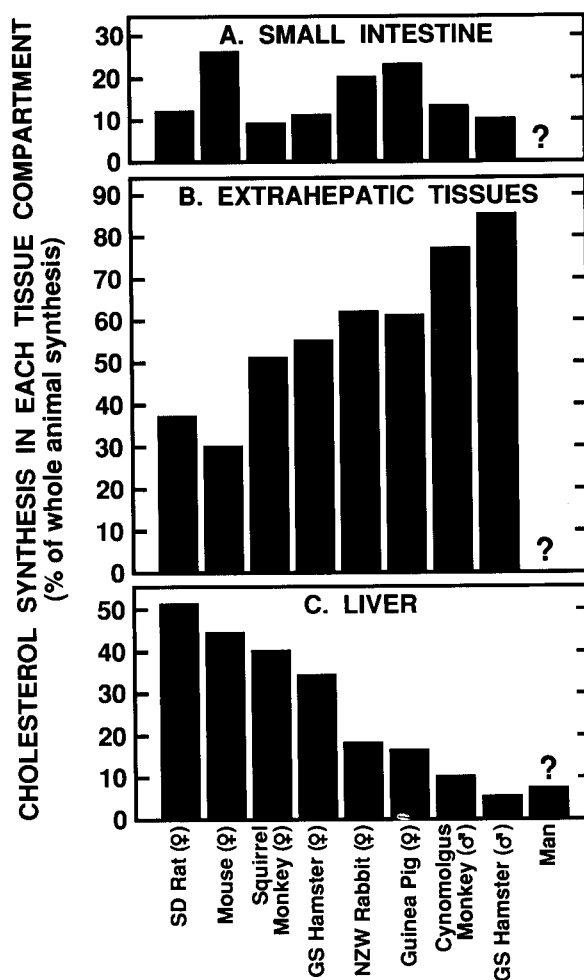 CHOLESTEROL SYNTHESIS IN EACH TISSUE COMPARTMENT
(% of whole animal synthesis)
A. SMALL INTESTINE
30
20
10
0
?
B. EXTRAHEPATIC TISSUES
90
80
70
60
50
40
30
20
10
0
?
C. LIVER
50
40
30
20
10
0
?
SD Rat (♀)
Mouse (♀)
Squirrel
Monkey (♀)
GS Hamster (♀)
NZW Rabbit (♀)
Guinea Pig (♀)
Cynomolgus
Monkey (♂)
GS Hamster (♂)
Man